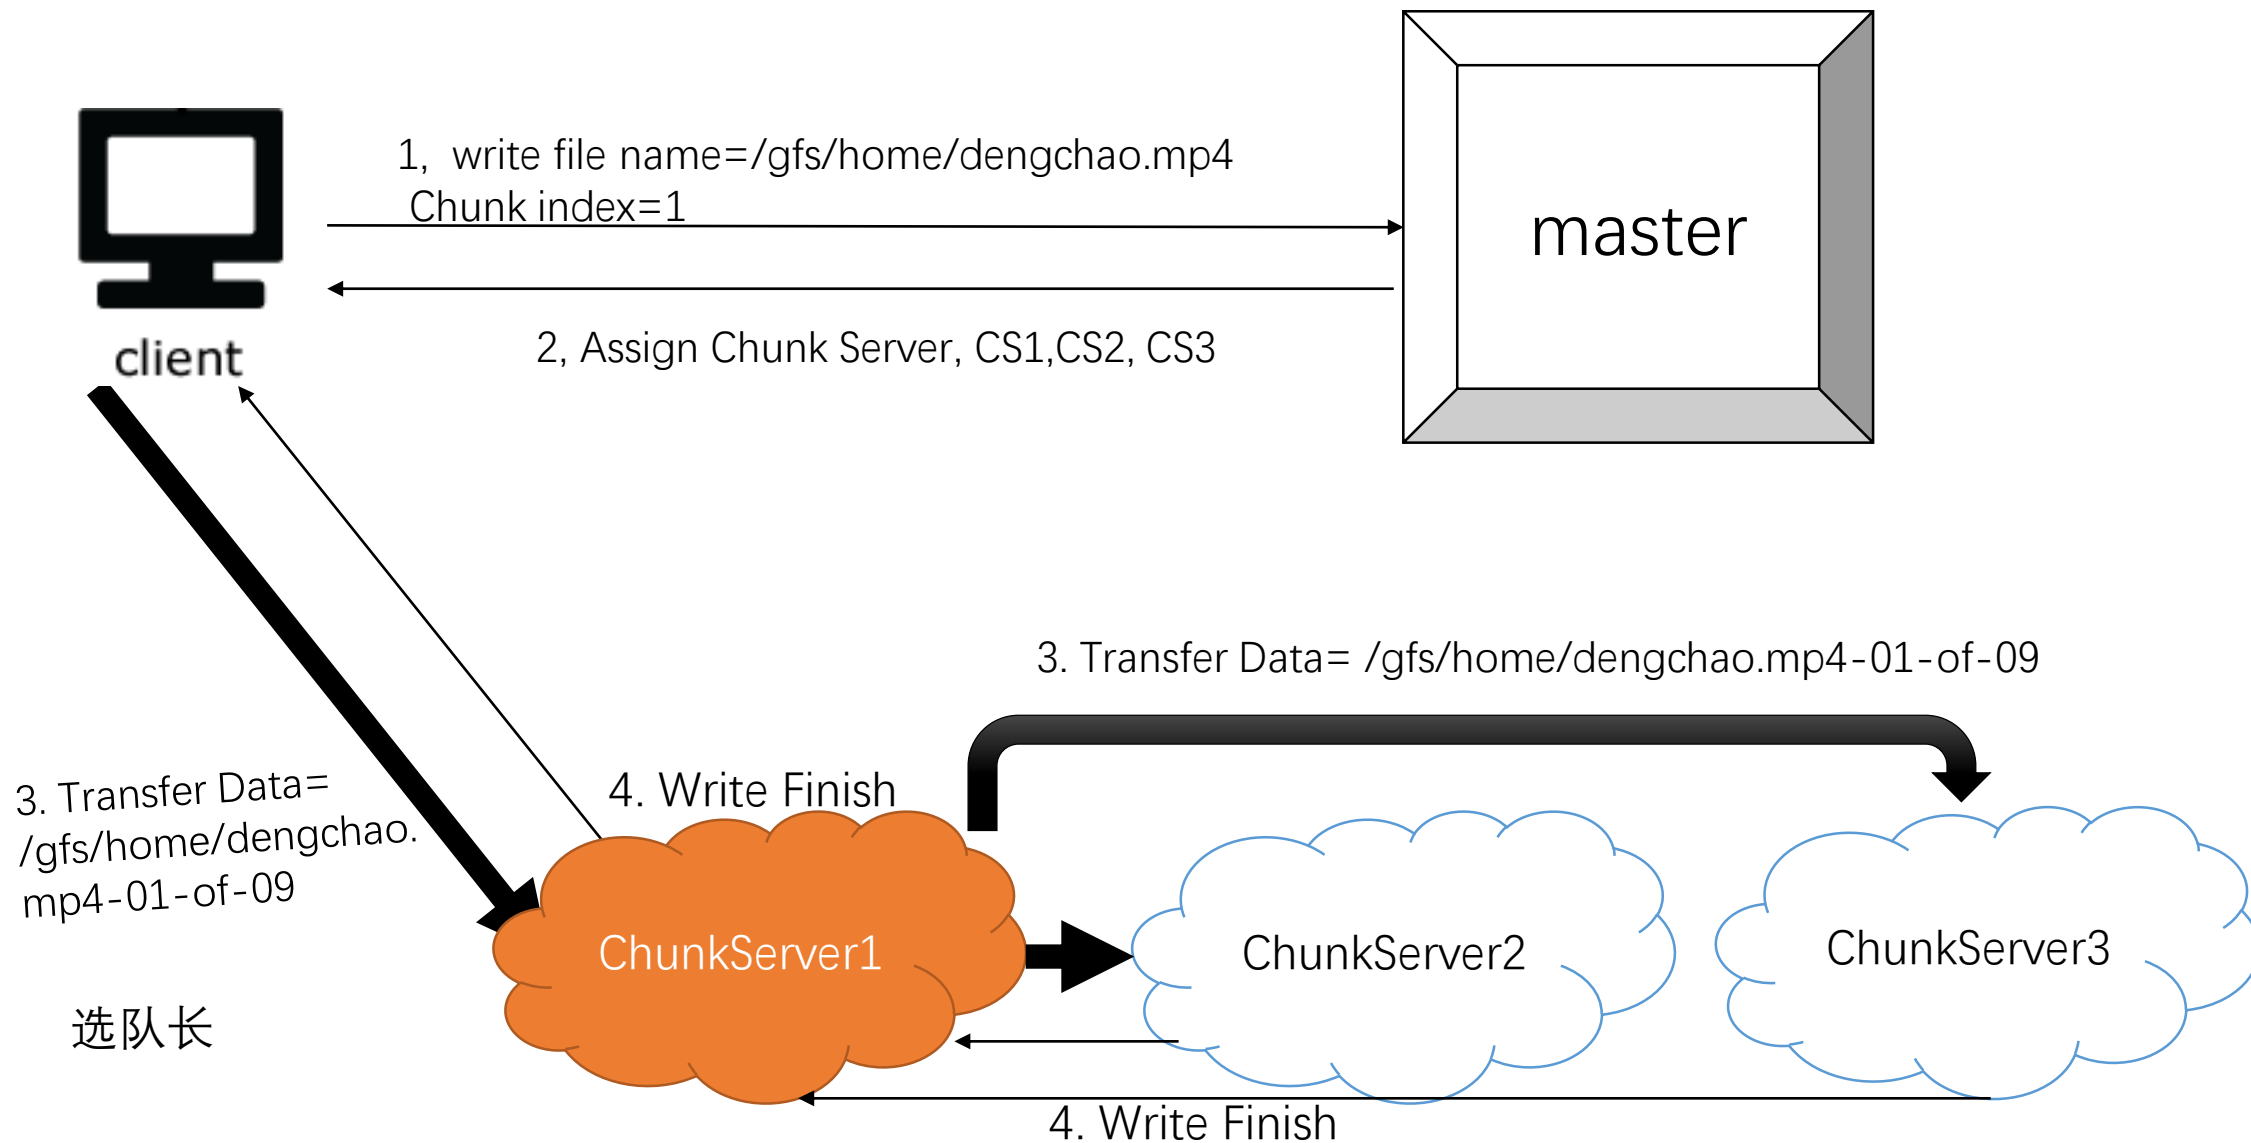 1, write file name=/gfs/home/dengchao.mp4
Chunk index=1
master
2, Assign Chunk Server, CS1,CS2, CS3
client
3. Transfer Data= /gfs/home/dengchao.mp4-01-of-09
3. Transfer Data=
/gfs/home/dengchao.
mp4-01-of-09
4. Write Finish
ChunkServer1
ChunkServer2
ChunkServer3
选队长
4. Write Finish